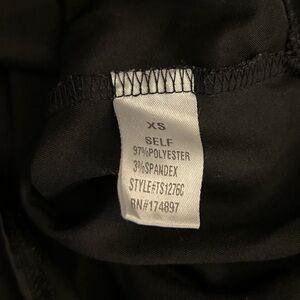 XS
SELF
97%POLYESTER
3%SPANDEX
STYLE#TS1276C
RN#174897